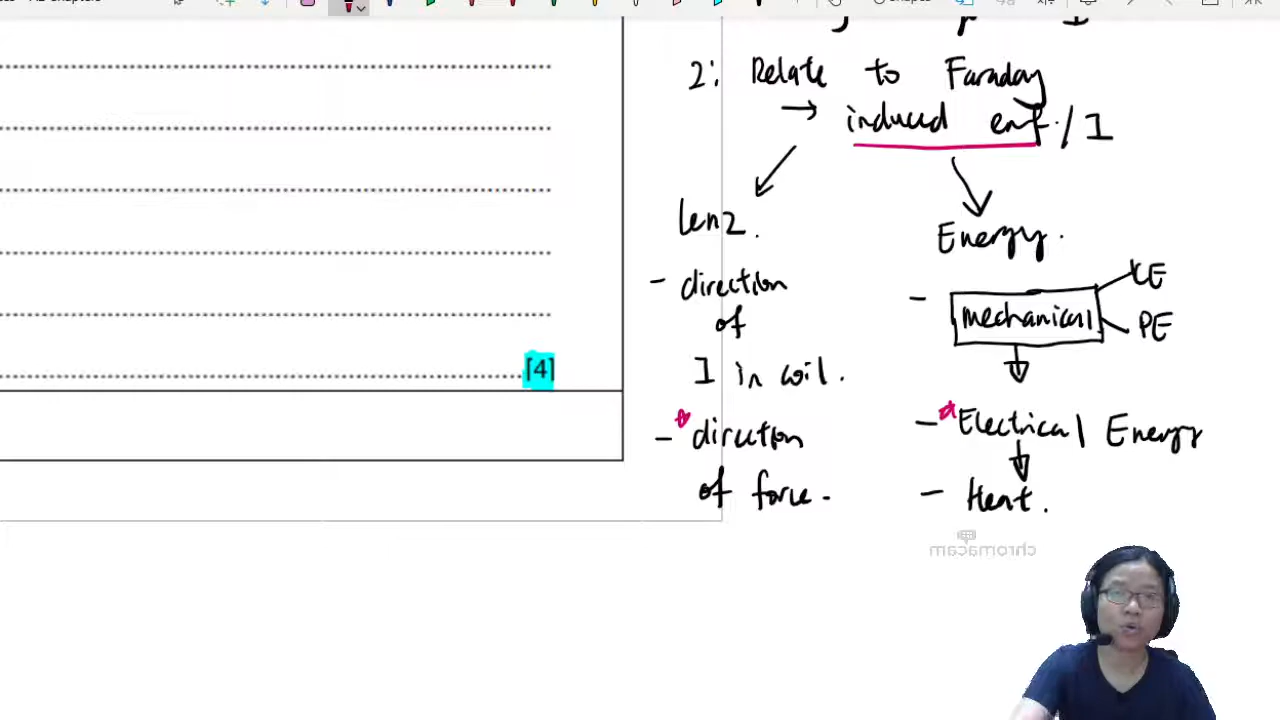 2: Relate to Faraday
→ induced emf / I
Lenz.
- direction
of
I in coil.
- direction
of force.
Energy.
- mechanical
KE
PE
- Electrical Energy
- Heat.
[4]
chromacam